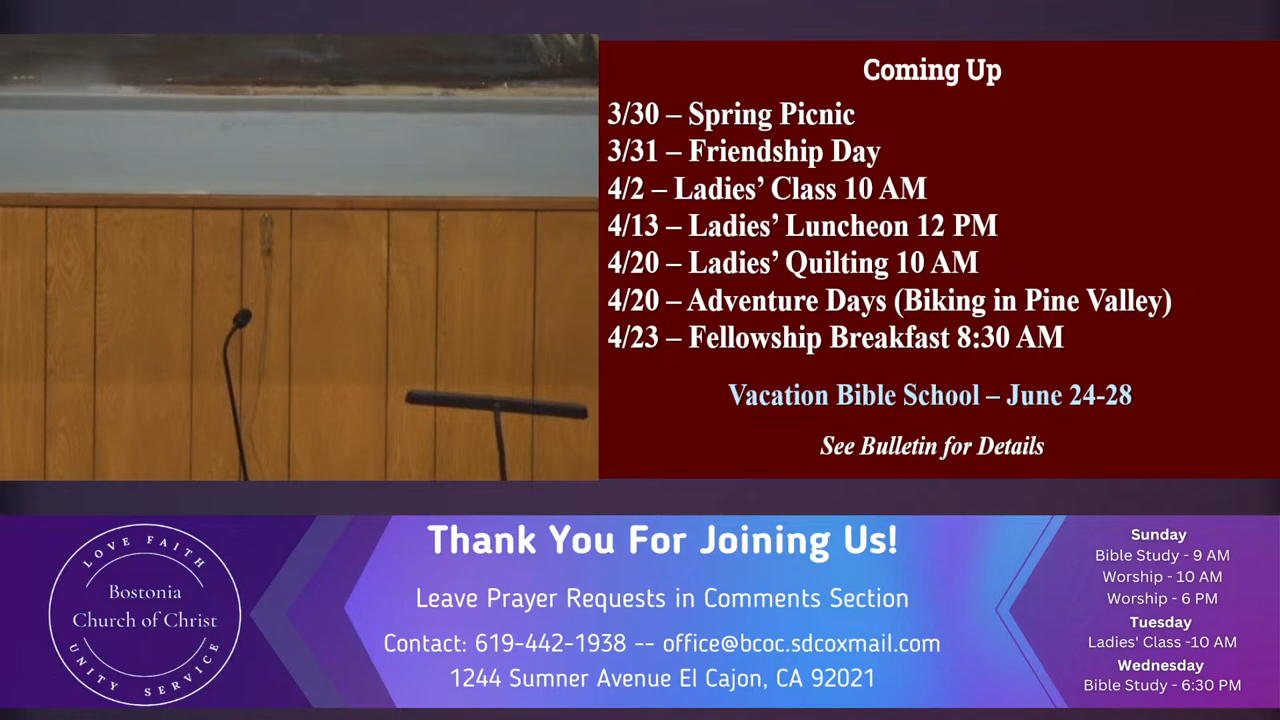 Coming Up
3/30 – Spring Picnic
3/31 – Friendship Day
4/2 – Ladies’ Class 10 AM
4/13 – Ladies’ Luncheon 12 PM
4/20 – Ladies’ Quilting 10 AM
4/20 – Adventure Days (Biking in Pine Valley)
4/23 – Fellowship Breakfast 8:30 AM
Vacation Bible School – June 24-28
See Bulletin for Details
LOVE FAITH
Bostonia
Church of Christ
UNITY SERVICE
Thank You For Joining Us!
Leave Prayer Requests in Comments Section
Contact: 619-442-1938 -- office@bcoc.sdcoxmail.com
1244 Sumner Avenue El Cajon, CA 92021
Sunday
Bible Study - 9 AM
Worship - 10 AM
Worship - 6 PM
Tuesday
Ladies' Class -10 AM
Wednesday
Bible Study - 6:30 PM